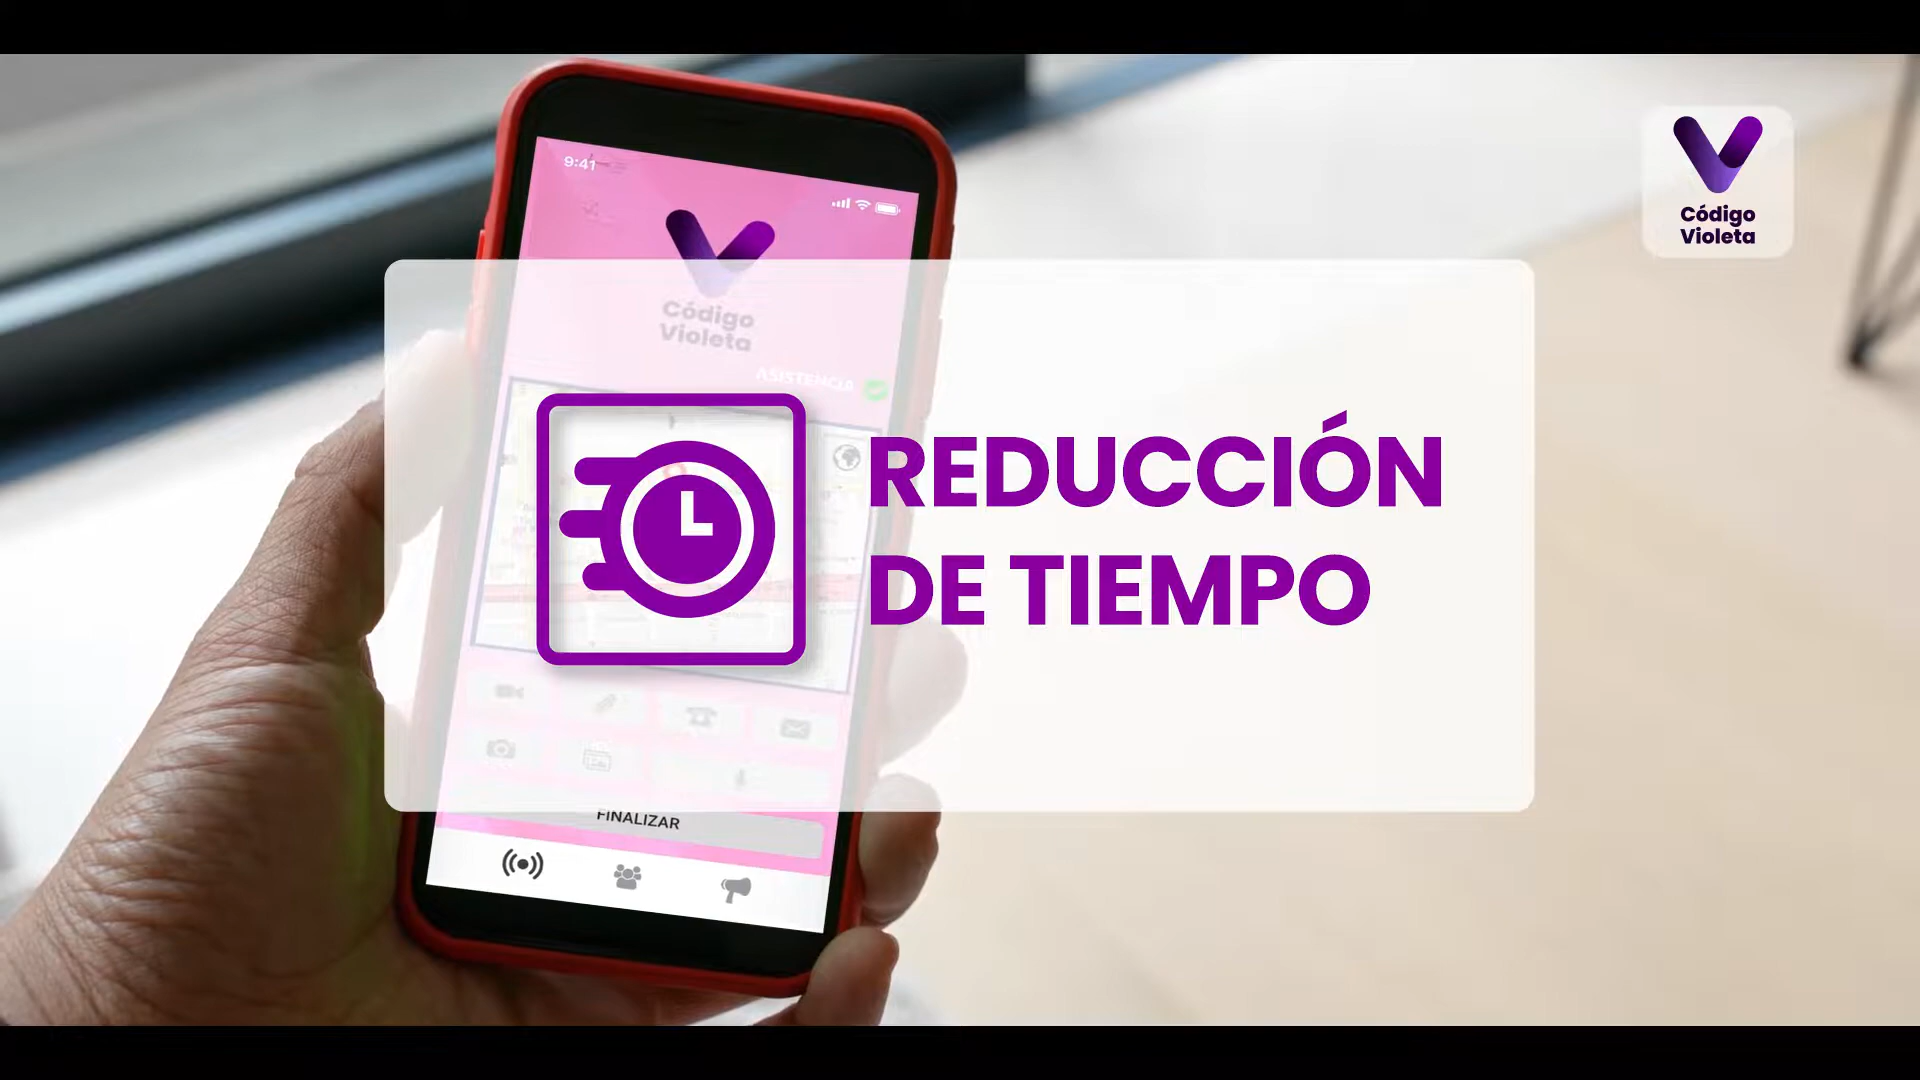 9:41
Código
Violeta
Código
Violeta
ASISTENCIA
REDUCCIÓN
DE TIEMPO
FINALIZAR